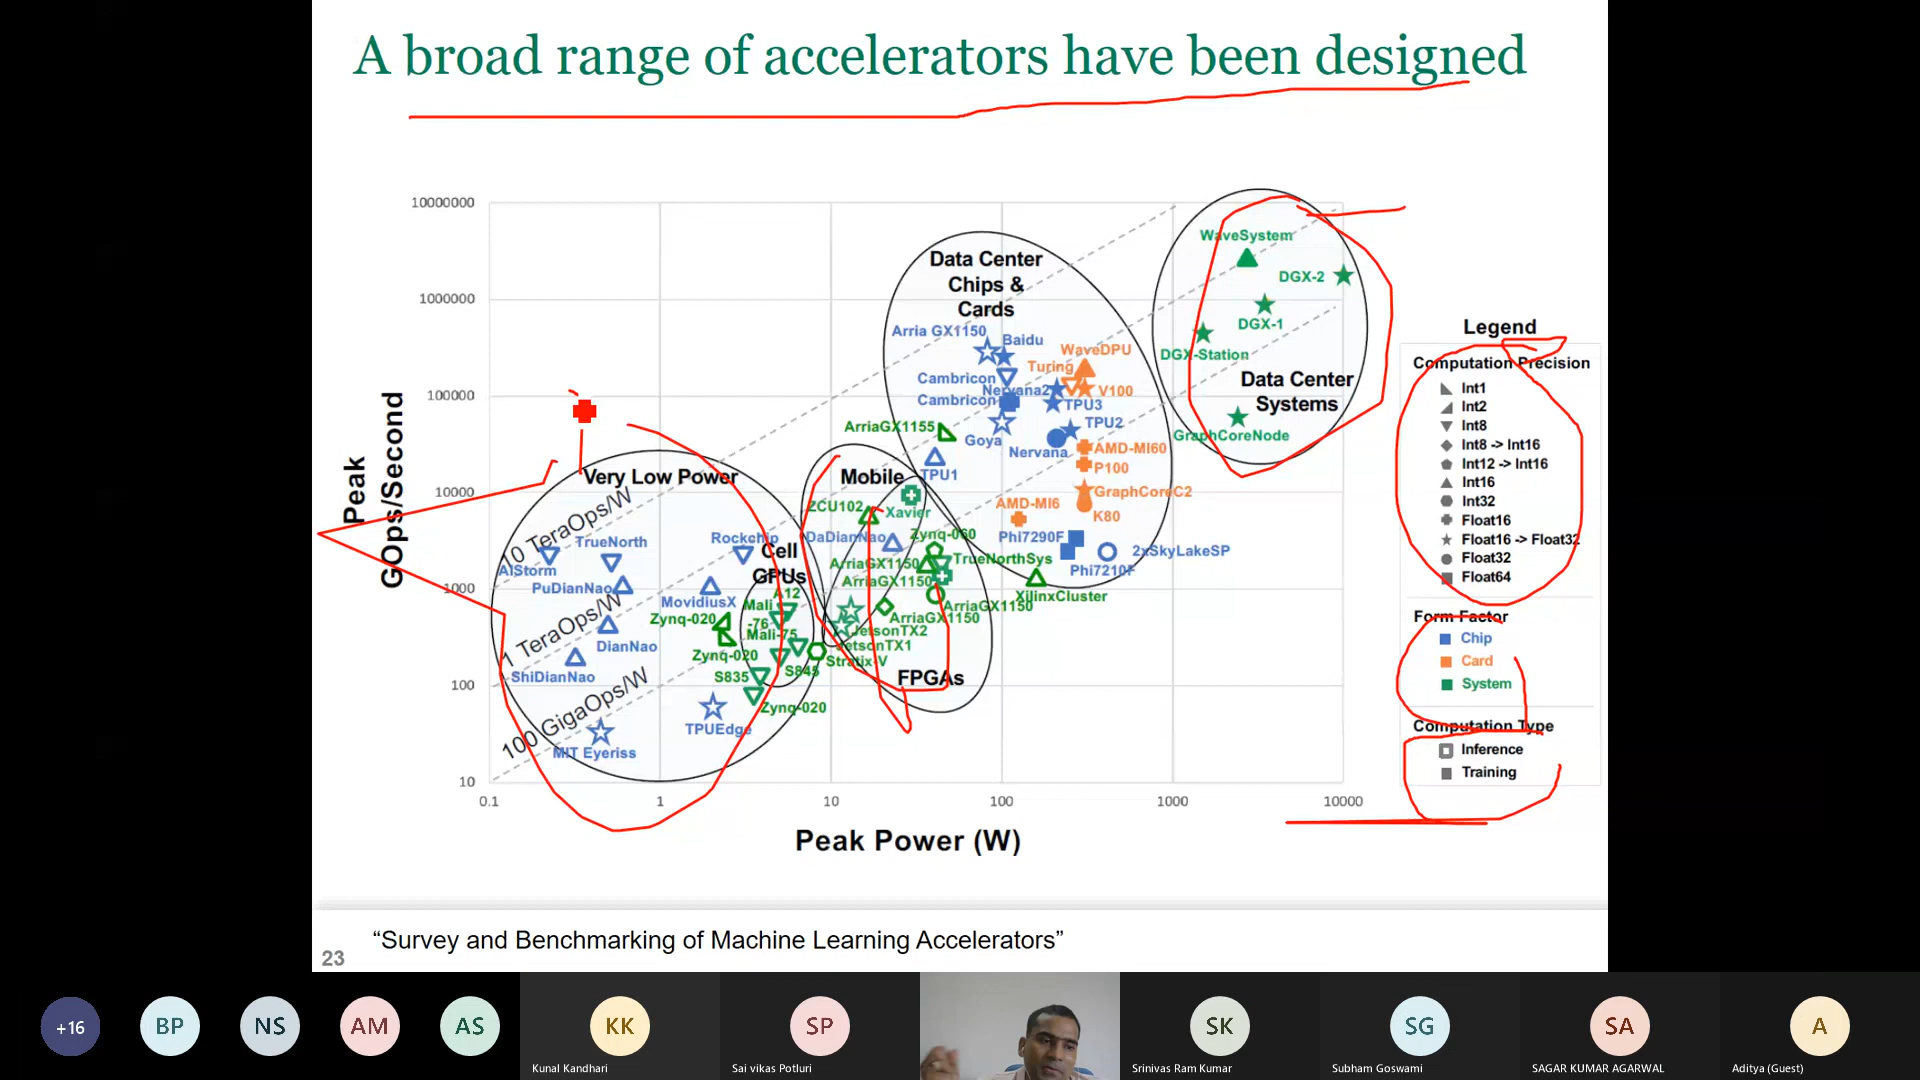 A broad range of accelerators have been designed
Peak
GOps/Second
10000000
1000000
100000
10000
1000
100
10
0.1
1
10
100
1000
10000
Peak Power (W)
Very Low Power
10 TeraOps/W
1 TeraOps/W
100 GigaOps/W
AIStorm
TrueNorth
Rockchip
PuDianNao
MovidiusX
DianNao
ShiDianNao
MIT Eyeriss
TPUEdge
Zynq-020
Zynq-020
Zynq-020
Cell
GPUs
A12
Mali
-76
Mali-75
S845
S835
Stratix-V
Mobile
ZCU102
Xavier
DaDianNao
Zynq-060
TrueNorthSys
ArriaGX1150
ArriaGX1150
ArriaGX1150
ArriaGX1150
JetsonTX2
JetsonTX1
FPGAs
XilinxCluster
Data Center
Chips &
Cards
Arria GX1150
Baidu
WaveDPU
Turing
Cambricon
Nervana2
V100
Cambricon
TPU3
ArriaGX1155
TPU2
Goya
Nervana
AMD-MI60
TPU1
P100
GraphCoreC2
AMD-MI6
K80
Phi7290F
2xSkyLakeSP
Phi7210F
WaveSystem
DGX-2
DGX-1
DGX-Station
Data Center
Systems
GraphCoreNode
Legend
Computation Precision
Int1
Int2
Int8
Int8 -> Int16
Int12 -> Int16
Int16
Int32
Float16
Float16 -> Float32
Float32
Float64
Form Factor
Chip
Card
System
Computation Type
Inference
Training
“Survey and Benchmarking of Machine Learning Accelerators”
23
+16
BP
NS
AM
AS
KK
Kunal Kandhari
SP
Sai vikas Potluri
SK
Srinivas Ram Kumar
SG
Subham Goswami
SA
SAGAR KUMAR AGARWAL
A
Aditya (Guest)